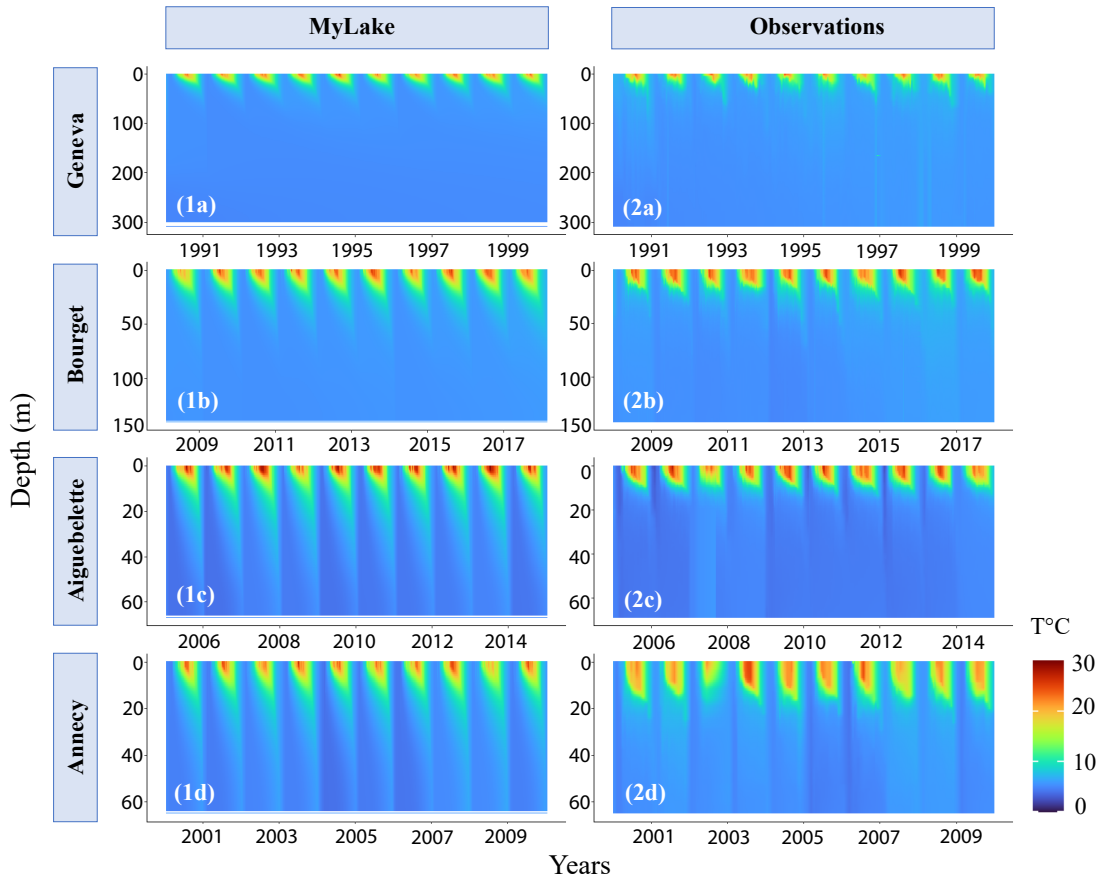 MyLake Observations
Geneva
0
100
200
300
(1a)
1991 1993 1995 1997 1999
0
100
200
300
(2a)
1991 1993 1995 1997 1999
Bourget
0
50
100
150
(1b)
2009 2011 2013 2015 2017
0
50
100
150
(2b)
2009 2011 2013 2015 2017
Depth (m)
Aiguebelette
0
20
40
60
(1c)
2006 2008 2010 2012 2014
0
20
40
60
(2c)
2006 2008 2010 2012 2014
Annecy
0
20
40
60
(1d)
2001 2003 2005 2007 2009
0
20
40
60
(2d)
2001 2003 2005 2007 2009
T°C
30
20
10
0
Years